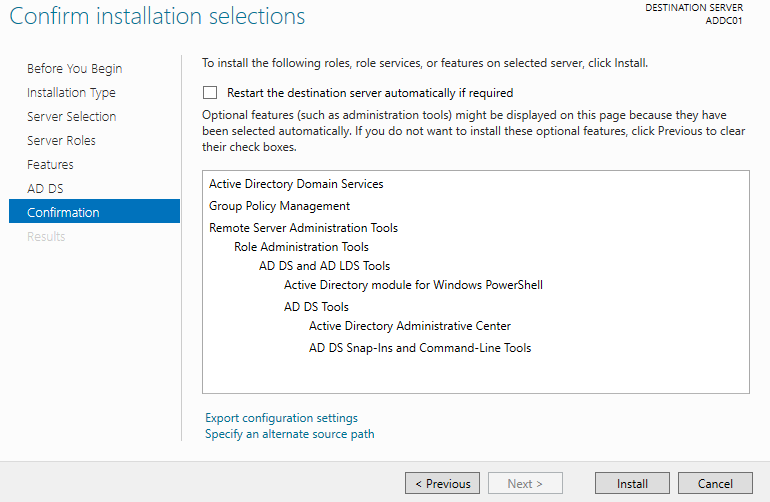 Confirm installation selections
DESTINATION SERVER
ADDC01
Before You Begin
Installation Type
Server Selection
Server Roles
Features
AD DS
Confirmation
Results
To install the following roles, role services, or features on selected server, click Install.
Restart the destination server automatically if required
Optional features (such as administration tools) might be displayed on this page because they have
been selected automatically. If you do not want to install these optional features, click Previous to clear
their check boxes.
Active Directory Domain Services
Group Policy Management
Remote Server Administration Tools
Role Administration Tools
AD DS and AD LDS Tools
Active Directory module for Windows PowerShell
AD DS Tools
Active Directory Administrative Center
AD DS Snap-Ins and Command-Line Tools
Export configuration settings
Specify an alternate source path
< Previous
Next >
Install
Cancel